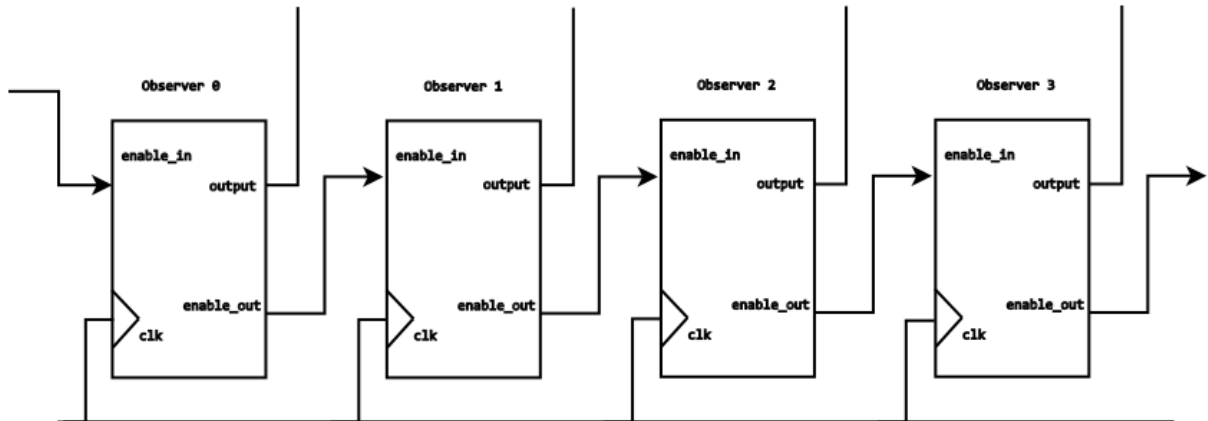 Observer 0
Observer 1
Observer 2
Observer 3
enable_in
output
enable_out
clk
enable_in
output
enable_out
clk
enable_in
output
enable_out
clk
enable_in
output
enable_out
clk